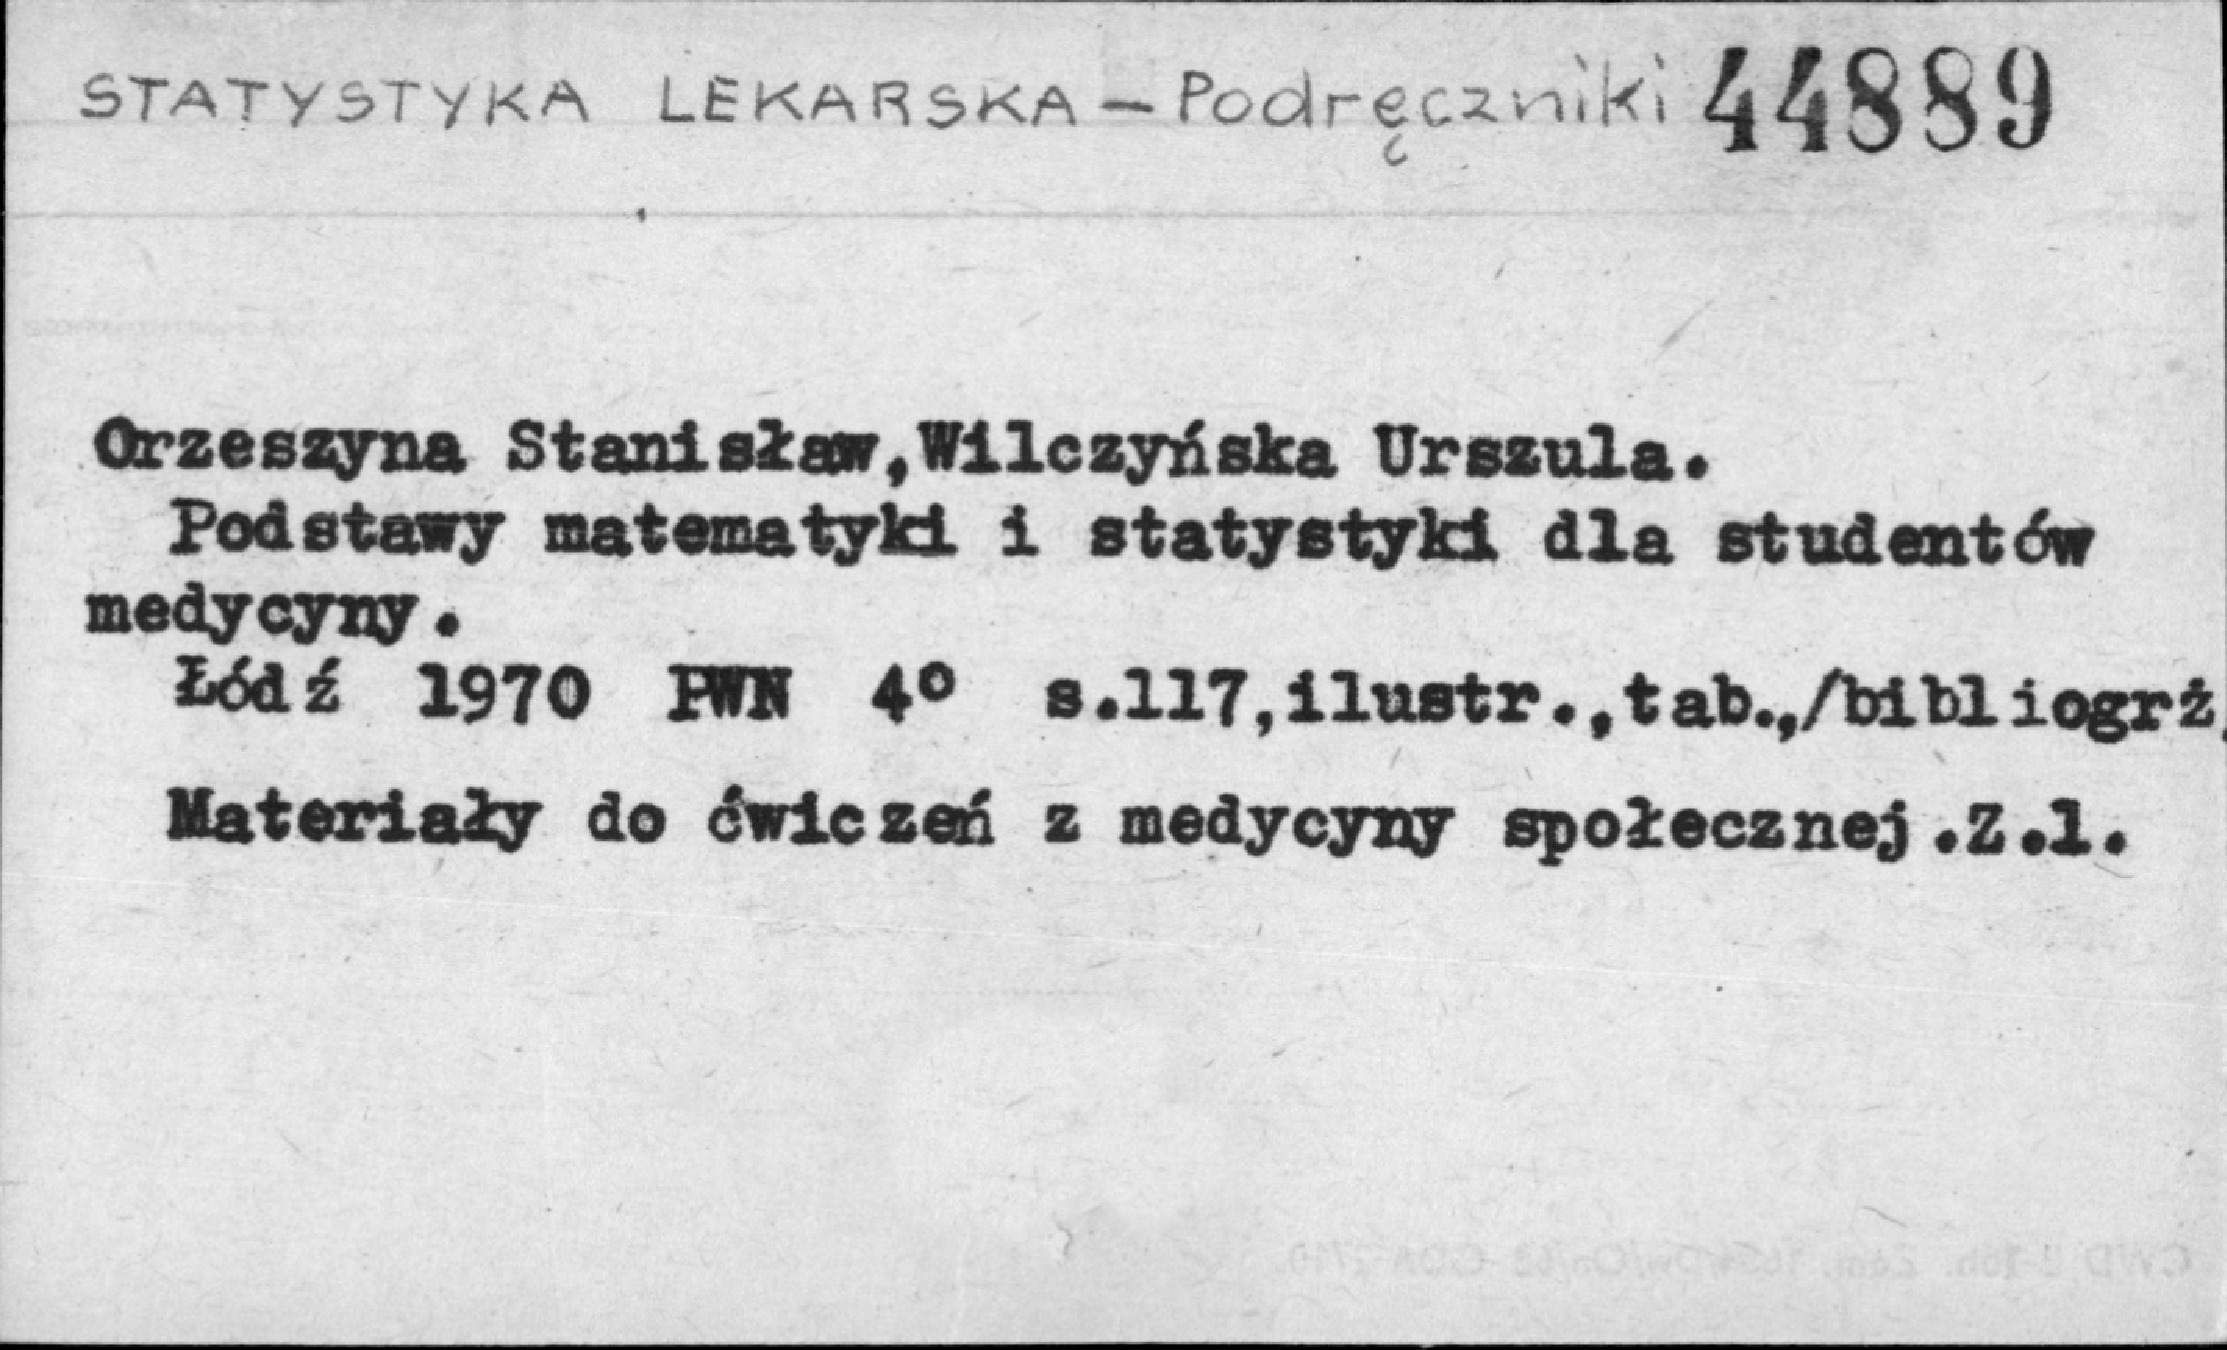 STATYSTYKA LEKARSKA - Podręczniki 44889
Orzeszyna Stanisław,Wilczyńska Urszula.
Podstawy matematyki i statystyki dla studentów
medycyny.
Łódź 1970 PWN 4° s.117,ilustr.,tab.,/bibliogrż
Materiały do ćwiczeń z medycyny społecznej.Z.1.